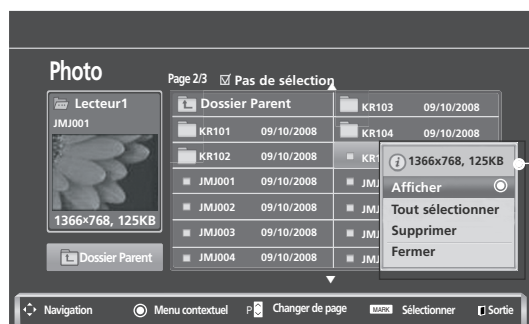 Photo
Page 2/3 Pas de sélection
Lecteur1
JMJ001
1366×768, 125KB
Dossier Parent
Dossier Parent
KR101 09/10/2008
KR102 09/10/2008
JMJ001 09/10/2008
JMJ002 09/10/2008
JMJ003 09/10/2008
JMJ004 09/10/2008
KR103 09/10/2008
KR104 09/10/2008
1366x768, 125KB
Afficher
Tout sélectionner
Supprimer
Fermer
Navigation Menu contextuel P Changer de page MARK Sélectionner Sortie